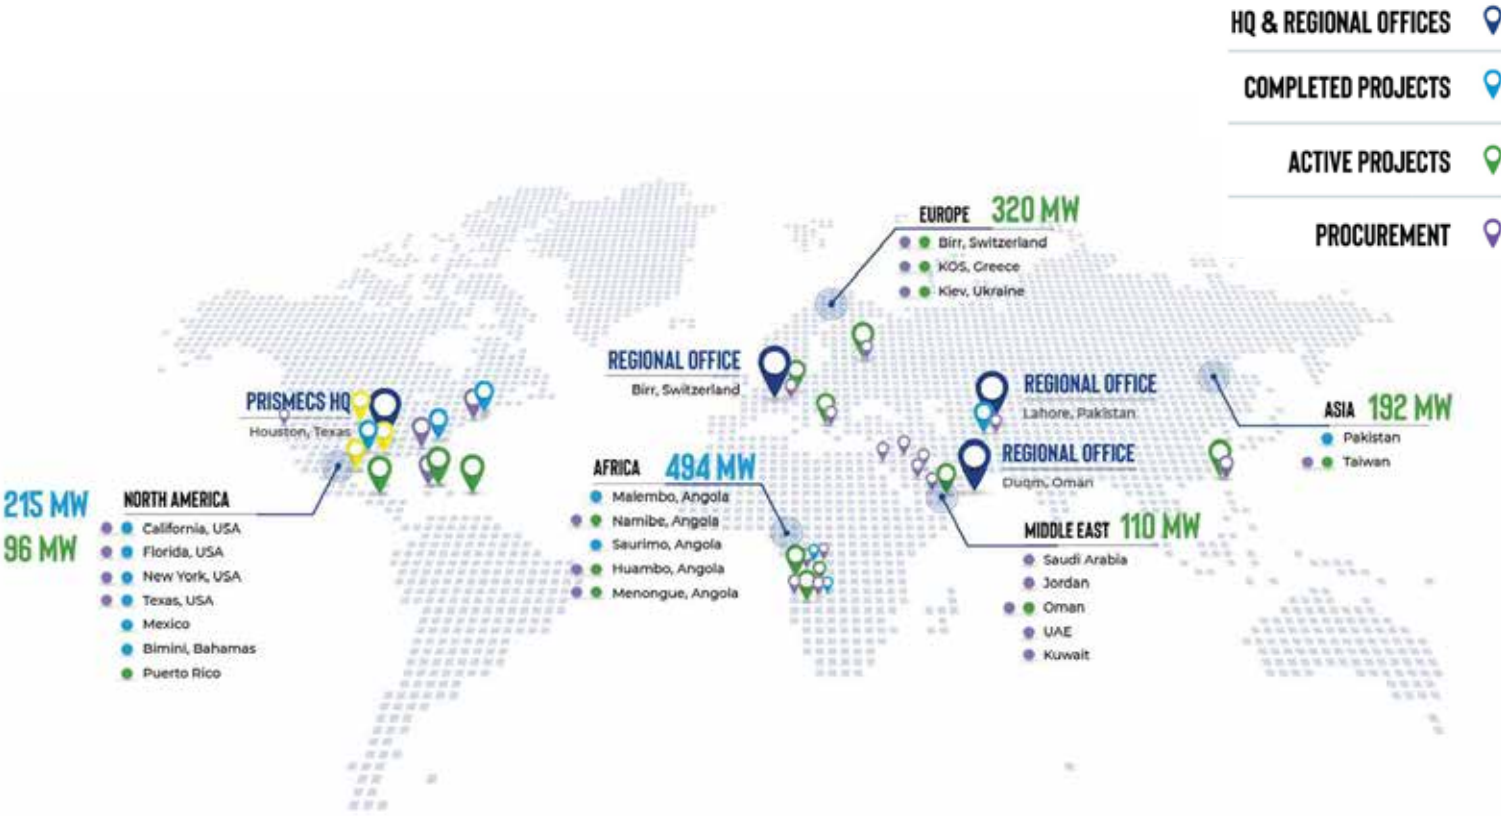 HQ & REGIONAL OFFICES
COMPLETED PROJECTS
ACTIVE PROJECTS
PROCUREMENT
EUROPE 320 MW
Birr, Switzerland
KOS, Greece
Kiev, Ukraine
REGIONAL OFFICE
Birr, Switzerland
REGIONAL OFFICE
Lahore, Pakistan
REGIONAL OFFICE
Duqm, Oman
ASIA 192 MW
Pakistan
Taiwan
PRISMECS HQ
Houston, Texas
215 MW
96 MW
NORTH AMERICA
California, USA
Florida, USA
New York, USA
Texas, USA
Mexico
Bimini, Bahamas
Puerto Rico
AFRICA 494 MW
Malembo, Angola
Namibe, Angola
Saurimo, Angola
Huambo, Angola
Menongue, Angola
MIDDLE EAST 110 MW
Saudi Arabia
Jordan
Oman
UAE
Kuwait